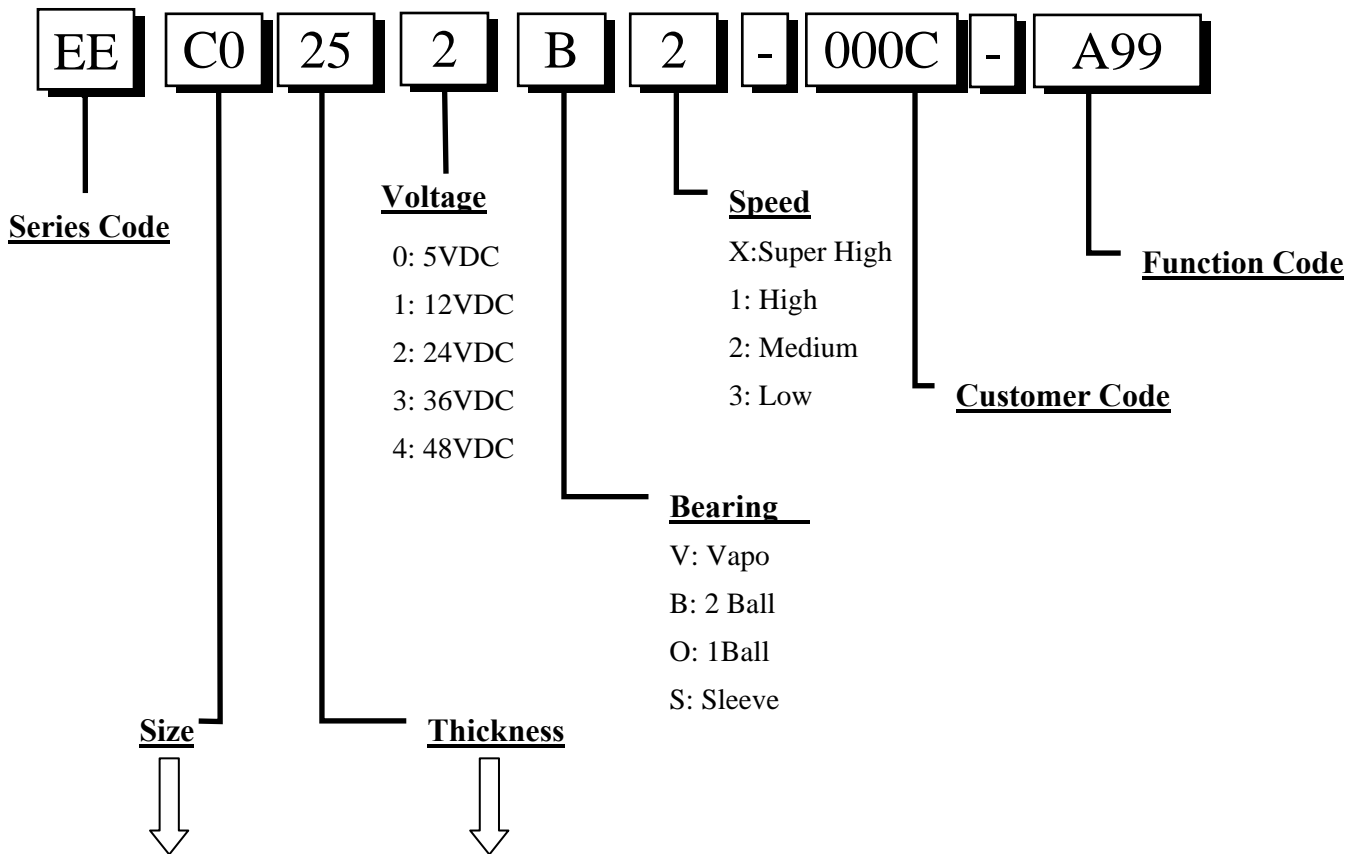 EE C0 25 2 B 2 - 000C - A99
Series Code
Voltage
0: 5VDC
1: 12VDC
2: 24VDC
3: 36VDC
4: 48VDC
Speed
X:Super High
1: High
2: Medium
3: Low
Function Code
Customer Code
Bearing
V: Vapo
B: 2 Ball
O: 1Ball
S: Sleeve
Size
Thickness